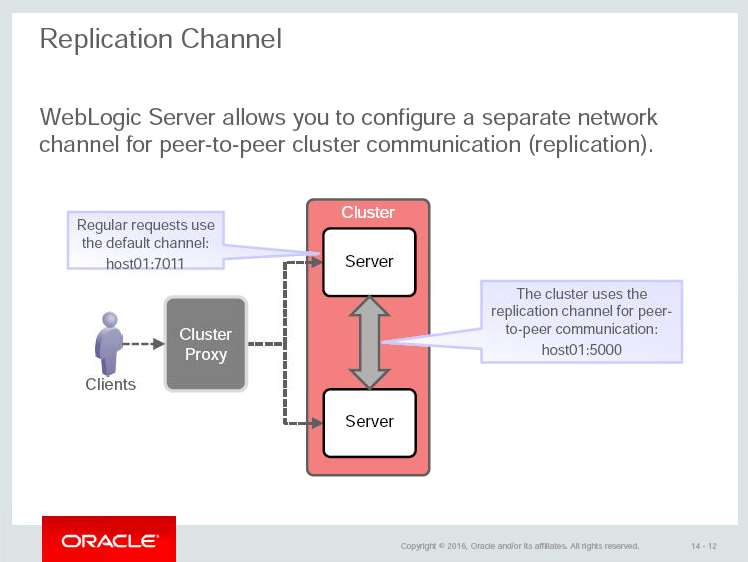 Replication Channel
WebLogic Server allows you to configure a separate network
channel for peer-to-peer cluster communication (replication).
Cluster
Regular requests use
the default channel:
host01:7011
Server
The cluster uses the
replication channel for peer-
to-peer communication:
host01:5000
Cluster
Proxy
Clients
Server
ORACLE
Copyright © 2016, Oracle and/or its affiliates. All rights reserved.
14 - 12